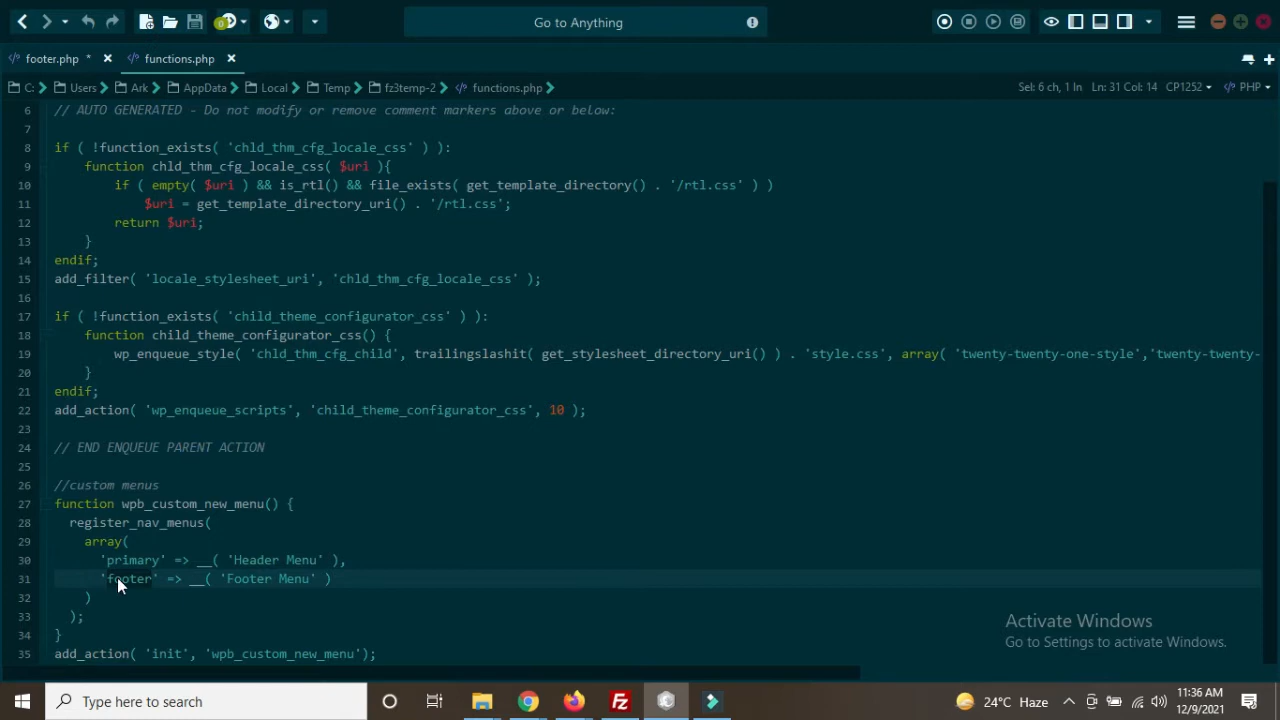 Go to Anything
footer.php * functions.php
C: Users Ark AppData Local Temp fz3temp-2 functions.php Sel: 6 ch, 1 ln Ln: 31 Col: 14 CP1252 PHP
6 // AUTO GENERATED - Do not modify or remove comment markers above or below:
7
8 if ( !function_exists( 'chld_thm_cfg_locale_css' ) ):
9 function chld_thm_cfg_locale_css( $uri ){
10 if ( empty( $uri ) && is_rtl() && file_exists( get_template_directory() . '/rtl.css' ) )
11 $uri = get_template_directory_uri() . '/rtl.css';
12 return $uri;
13 }
14 endif;
15 add_filter( 'locale_stylesheet_uri', 'chld_thm_cfg_locale_css' );
16
17 if ( !function_exists( 'child_theme_configurator_css' ) ):
18 function child_theme_configurator_css() {
19 wp_enqueue_style( 'chld_thm_cfg_child', trailingslashit( get_stylesheet_directory_uri() ) . 'style.css', array( 'twenty-twenty-one-style','twenty-twenty-
20 }
21 endif;
22 add_action( 'wp_enqueue_scripts', 'child_theme_configurator_css', 10 );
24 // END ENQUEUE PARENT ACTION
25
26 //custom menus
27 function wpb_custom_new_menu() {
28 register_nav_menus(
29 array(
30 'primary' => __( 'Header Menu' ),
31 'footer' => __( 'Footer Menu' )
32 )
33 );
34 }
35 add_action( 'init', 'wpb_custom_new_menu');
Activate Windows
Go to Settings to activate Windows.
Type here to search 24°C Haze 11:36 AM
12/9/2021